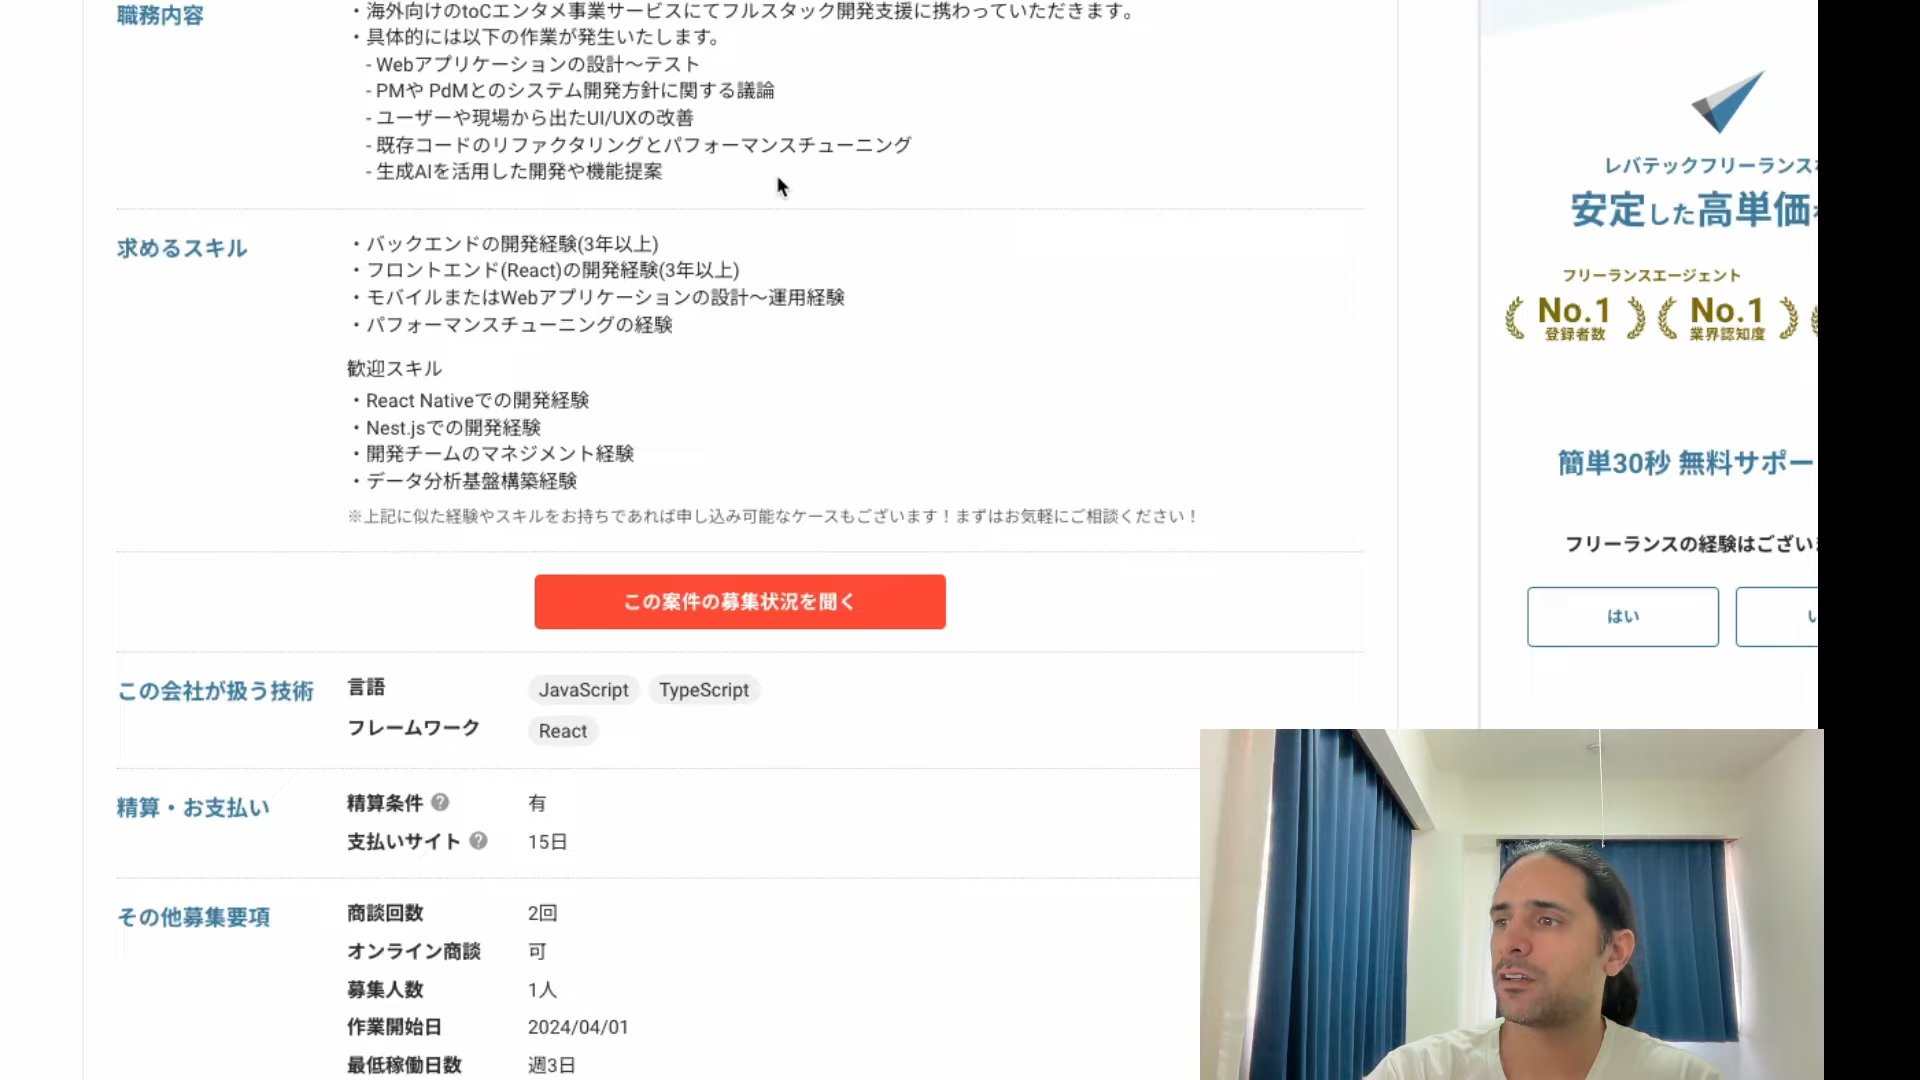 職務内容
・海外向けのtoCエンタメ事業サービスにてフルスタック開発支援に携わっていただきます。
・具体的には以下の作業が発生いたします。
- Webアプリケーションの設計〜テスト
- PMや PdMとのシステム開発方針に関する議論
- ユーザーや現場から出たUI/UXの改善
- 既存コードのリファクタリングとパフォーマンスチューニング
- 生成AIを活用した開発や機能提案
求めるスキル
・バックエンドの開発経験(3年以上)
・フロントエンド(React)の開発経験(3年以上)
・モバイルまたはWebアプリケーションの設計〜運用経験
・パフォーマンスチューニングの経験
歓迎スキル
・React Nativeでの開発経験
・Nest.jsでの開発経験
・開発チームのマネジメント経験
・データ分析基盤構築経験
※上記に似た経験やスキルをお持ちであれば申し込み可能なケースもございます！まずはお気軽にご相談ください！
この案件の募集状況を聞く
この会社が扱う技術
言語 JavaScript TypeScript
フレームワーク React
精算・お支払い
精算条件 ? 有
支払いサイト ? 15日
その他募集要項
商談回数 2回
オンライン商談 可
募集人数 1人
作業開始日 2024/04/01
最低稼働日数 週3日
レバテックフリーランス
安定した高単価
フリーランスエージェント
No.1 登録者数
No.1 業界認知度
簡単30秒 無料サポー
フリーランスの経験はござい
はい